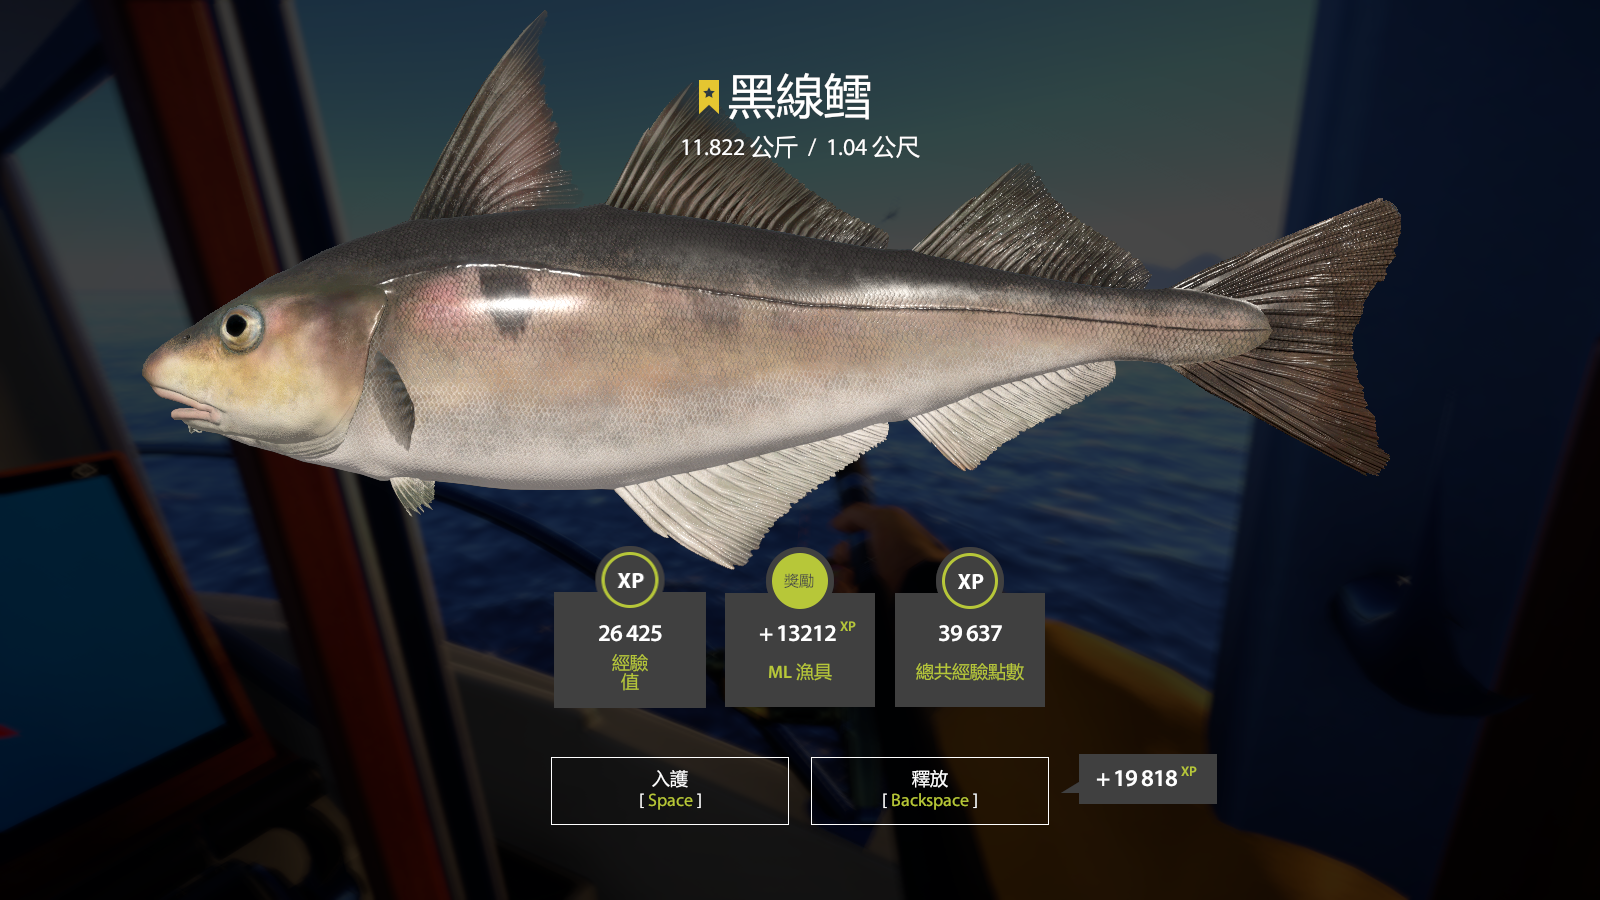 黑線鳕
11.822 公斤 / 1.04 公尺
XP
獎勵
XP
26 425
+ 13212 XP
39 637
經驗
值
ML 漁具
總共經驗點數
入護
[ Space ]
釋放
[ Backspace ]
+ 19 818 XP